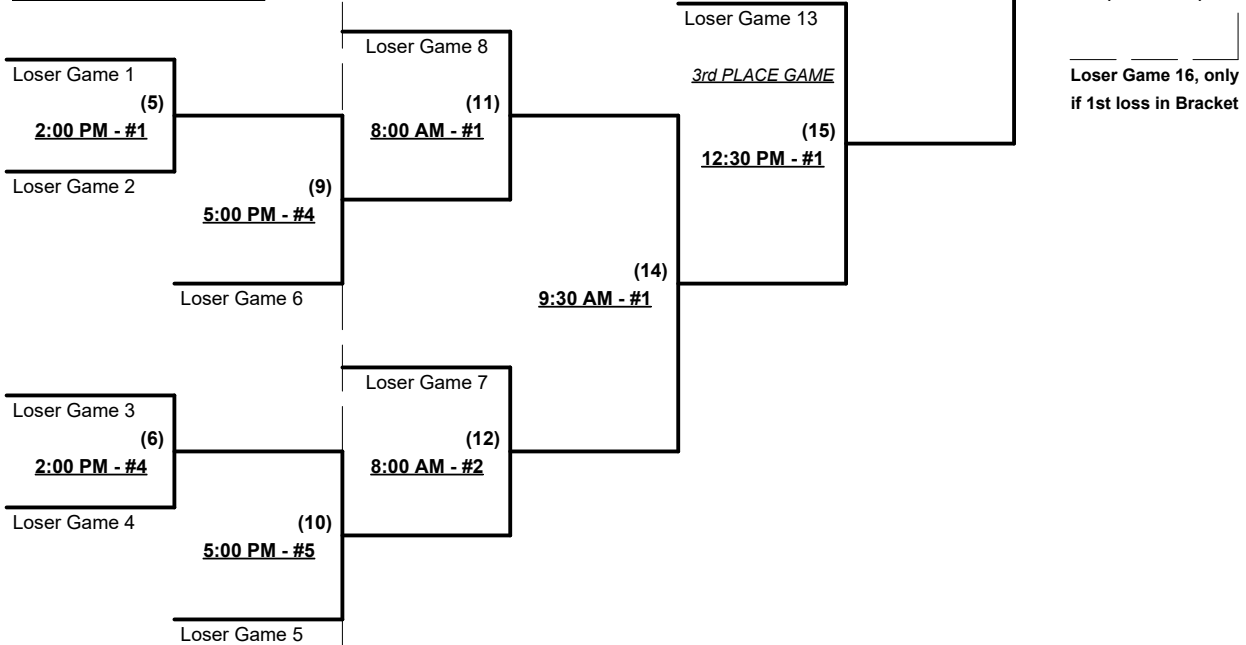 Loser Game 13
Loser Game 8
Loser Game 1
3rd PLACE GAME
Loser Game 16, only
if 1st loss in Bracket
(5)
2:00 PM - #1
(11)
8:00 AM - #1
(15)
12:30 PM - #1
Loser Game 2
(9)
5:00 PM - #4
(14)
9:30 AM - #1
Loser Game 6
Loser Game 7
Loser Game 3
(6)
2:00 PM - #4
(12)
8:00 AM - #2
Loser Game 4
(10)
5:00 PM - #5
Loser Game 5